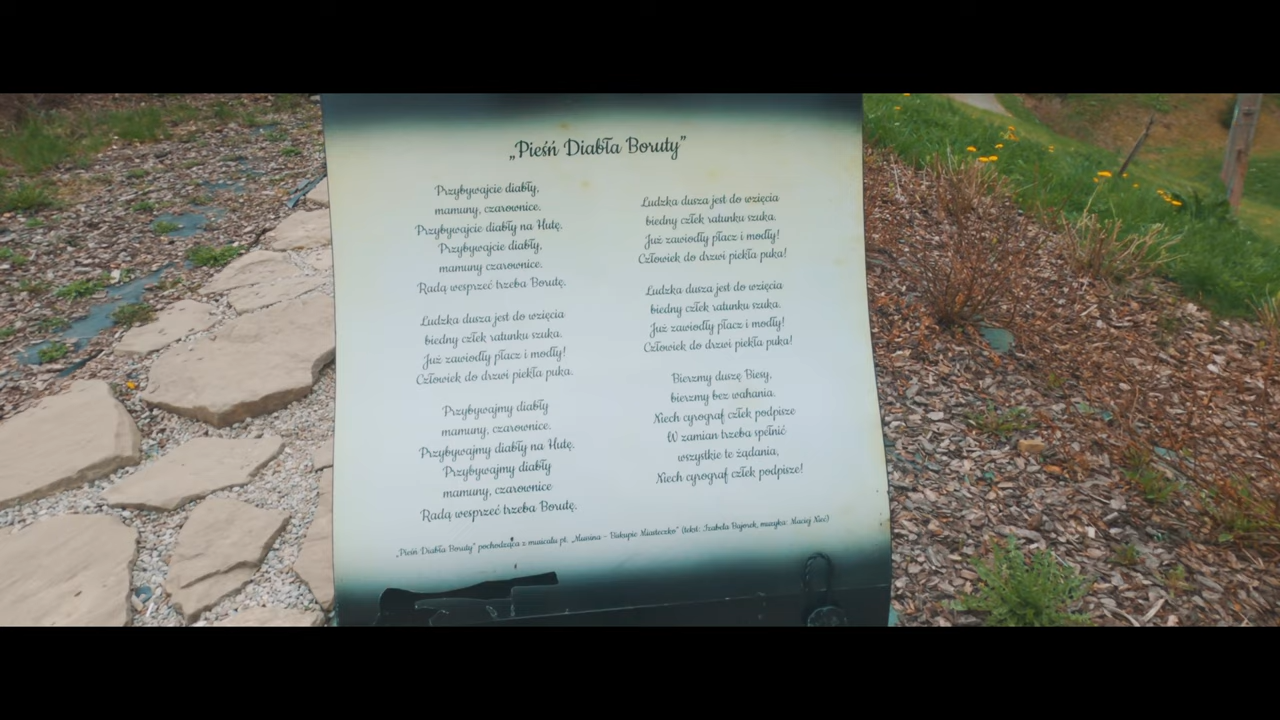 „Pieśń Diabła Boruty”
Przybywajcie diabły,
mamuny, czarownice.
Przybywajcie diabły na Hutę.
Przybywajcie diabły,
mamuny czarownice.
Radą wesprzeć trzeba Borutę.
Ludzka dusza jest do wzięcia
biedny człek ratunku szuka.
Już zawiodły płacz i modły!
Człowiek do drzwi piekła puka.
Przybywajmy diabły
mamuny, czarownice.
Przybywajmy diabły na Hutę.
Przybywajmy diabły
mamuny, czarownice
Radą wesprzeć trzeba Borutę.
Ludzka dusza jest do wzięcia
biedny człek ratunku szuka.
Już zawiodły płacz i modły!
Człowiek do drzwi piekła puka!
Ludzka dusza jest do wzięcia
biedny człek ratunku szuka.
Już zawiodły płacz i modły!
Człowiek do drzwi piekła puka!
Bierzmy duszę Biesy,
bierzmy bez wahania.
Niech cyrograf człek podpisze
W zamian trzeba spełnić
wszystkie te żądania,
Niech cyrograf człek podpisze!
„Pieśń Diabła Boruty” pochodząca z musicalu pt. „Musina - Biskupie Miasteczko” (tekst: Izabela Bajorek, muzyka: Maciej Nieć)